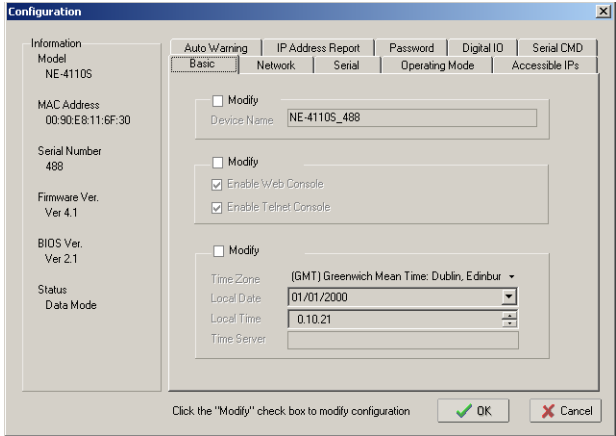 Configuration
Information
Model
NE-4110S
MAC Address
00:90:E8:11:6F:30
Serial Number
488
Firmware Ver.
Ver 4.1
BIOS Ver.
Ver 2.1
Status
Data Mode
Auto Warning IP Address Report Password Digital IO Serial CMD
Basic Network Serial Operating Mode Accessible IPs
Modify
Device Name NE-4110S_488
Modify
Enable Web Console
Enable Telnet Console
Modify
Time Zone (GMT) Greenwich Mean Time: Dublin, Edinbur
Local Date 01/01/2000
Local Time 0.10.21
Time Server
Click the "Modify" check box to modify configuration OK Cancel